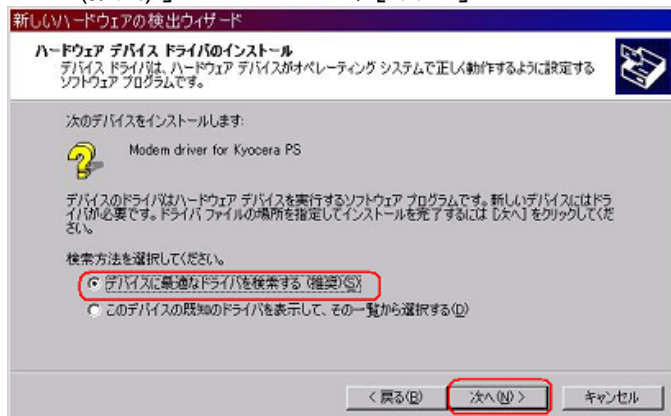 新しいハードウェアの検出ウィザード
ハードウェア デバイス ドライバのインストール
デバイス ドライバは、ハードウェア デバイスがオペレーティング システムで正しく動作するように設定する
ソフトウェア プログラムです。
次のデバイスをインストールします:
Modem driver for Kyocera PS
デバイスのドライバはハードウェア デバイスを実行するソフトウェア プログラムです。新しいデバイスにはドラ
イバが必要です。ドライバ ファイルの場所を指定してインストールを完了するには [次へ] をクリックしてくだ
さい。
検索方法を選択してください。
デバイスに最適なドライバを検索する (推奨)(S)
このデバイスの既知のドライバを表示して、その一覧から選択する(D)
< 戻る(B)
次へ(N) >
キャンセル